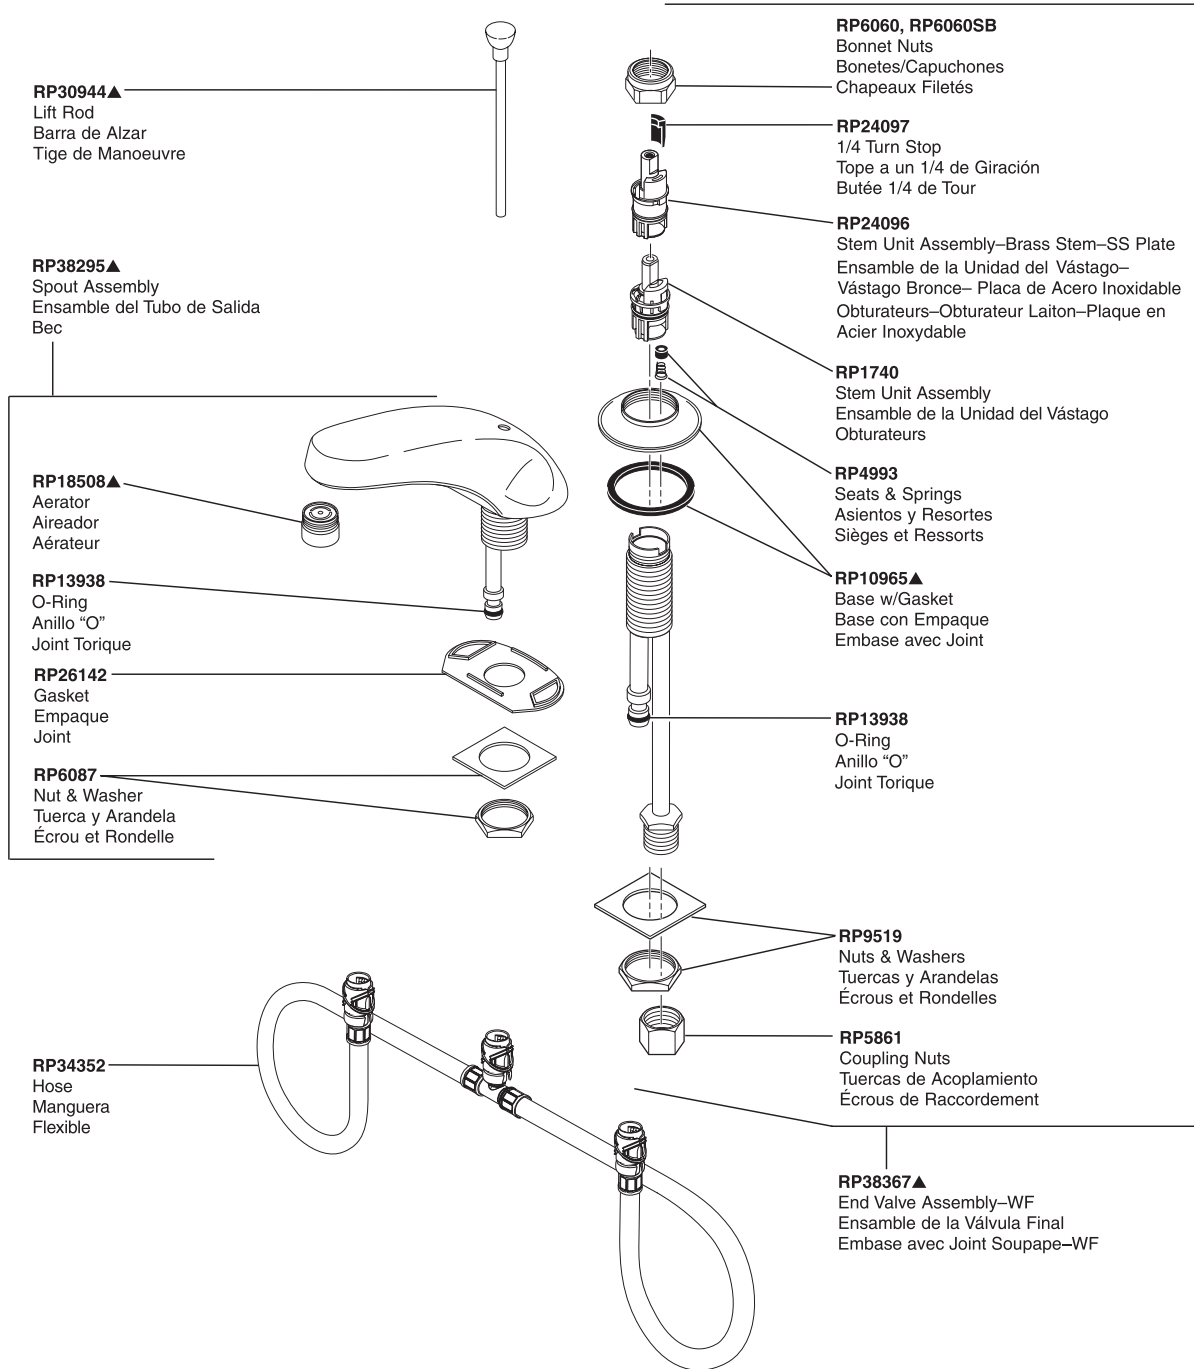 RP30944▲
Lift Rod
Barra de Alzar
Tige de Manoeuvre
RP38295▲
Spout Assembly
Ensamble del Tubo de Salida
Bec
RP18508▲
Aerator
Aireador
Aérateur
RP13938
O-Ring
Anillo “O”
Joint Torique
RP26142
Gasket
Empaque
Joint
RP6087
Nut & Washer
Tuerca y Arandela
Écrou et Rondelle
RP34352
Hose
Manguera
Flexible
RP6060, RP6060SB
Bonnet Nuts
Bonetes/Capuchones
Chapeaux Filetés
RP24097
1/4 Turn Stop
Tope a un 1/4 de Giración
Butée 1/4 de Tour
RP24096
Stem Unit Assembly–Brass Stem–SS Plate
Ensamble de la Unidad del Vástago–
Vástago Bronce– Placa de Acero Inoxidable
Obturateurs–Obturateur Laiton–Plaque en
Acier Inoxydable
RP1740
Stem Unit Assembly
Ensamble de la Unidad del Vástago
Obturateurs
RP4993
Seats & Springs
Asientos y Resortes
Sièges et Ressorts
RP10965▲
Base w/Gasket
Base con Empaque
Embase avec Joint
RP13938
O-Ring
Anillo “O”
Joint Torique
RP9519
Nuts & Washers
Tuercas y Arandelas
Écrous et Rondelles
RP5861
Coupling Nuts
Tuercas de Acoplamiento
Écrous de Raccordement
RP38367▲
End Valve Assembly–WF
Ensamble de la Válvula Final
Embase avec Joint Soupape–WF